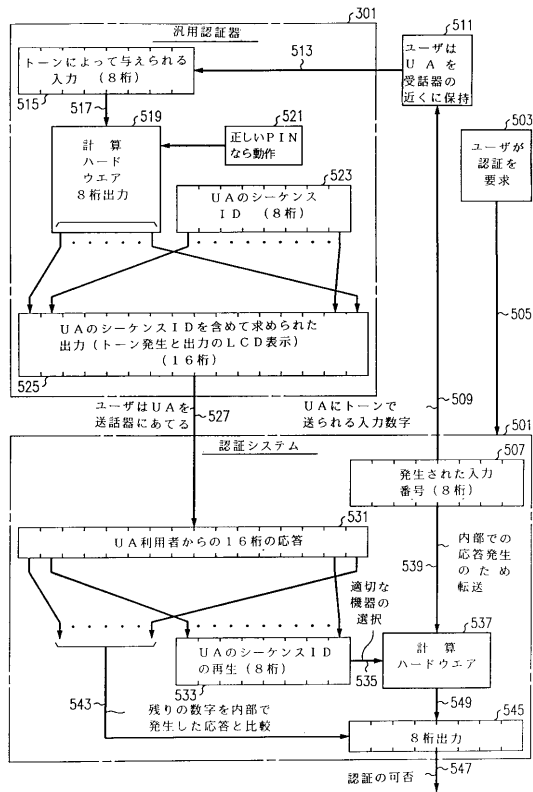 301
汎用認証器
511
ユーザは
UAを
受話器の
近くに保持
513
トーンによって与えられる
入力 (8桁)
515
517
519
計算
ハード
ウエア
8桁出力
521
正しいPIN
なら動作
503
ユーザが
認証を
要求
523
UAのシーケンス
ID (8桁)
505
UAのシーケンスIDを含めて求められた
出力(トーン発生と出力のLCD表示)
(16桁)
525
ユーザはUAを
送話器にあてる
527
UAにトーンで
送られる入力数字
509
501
認証システム
507
発生された入力
番号(8桁)
531
UA利用者からの16桁の応答
内部での
応答発生
のため
転送
539
適切な
機器の
選択
537
計算
ハードウエア
UAのシーケンスID
の再生(8桁)
533
535
543
549
残りの数字を内部で
発生した応答と比較
545
8桁出力
547
認証の可否